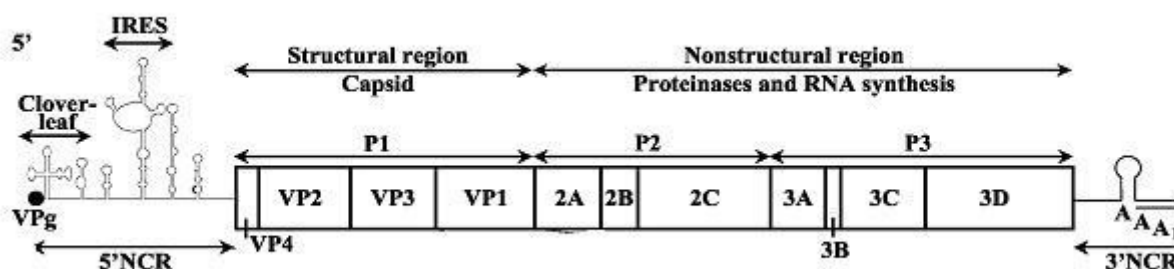 IRES
5'
Structural region
Nonstructural region
Capsid
Proteinases and RNA synthesis
Clover-
leaf
P1
P2
P3
VP2
VP3
VP1
2A
2B
2C
3A
3C
3D
VPg
VP4
3B
A
A
A
5'NCR
3'NCR